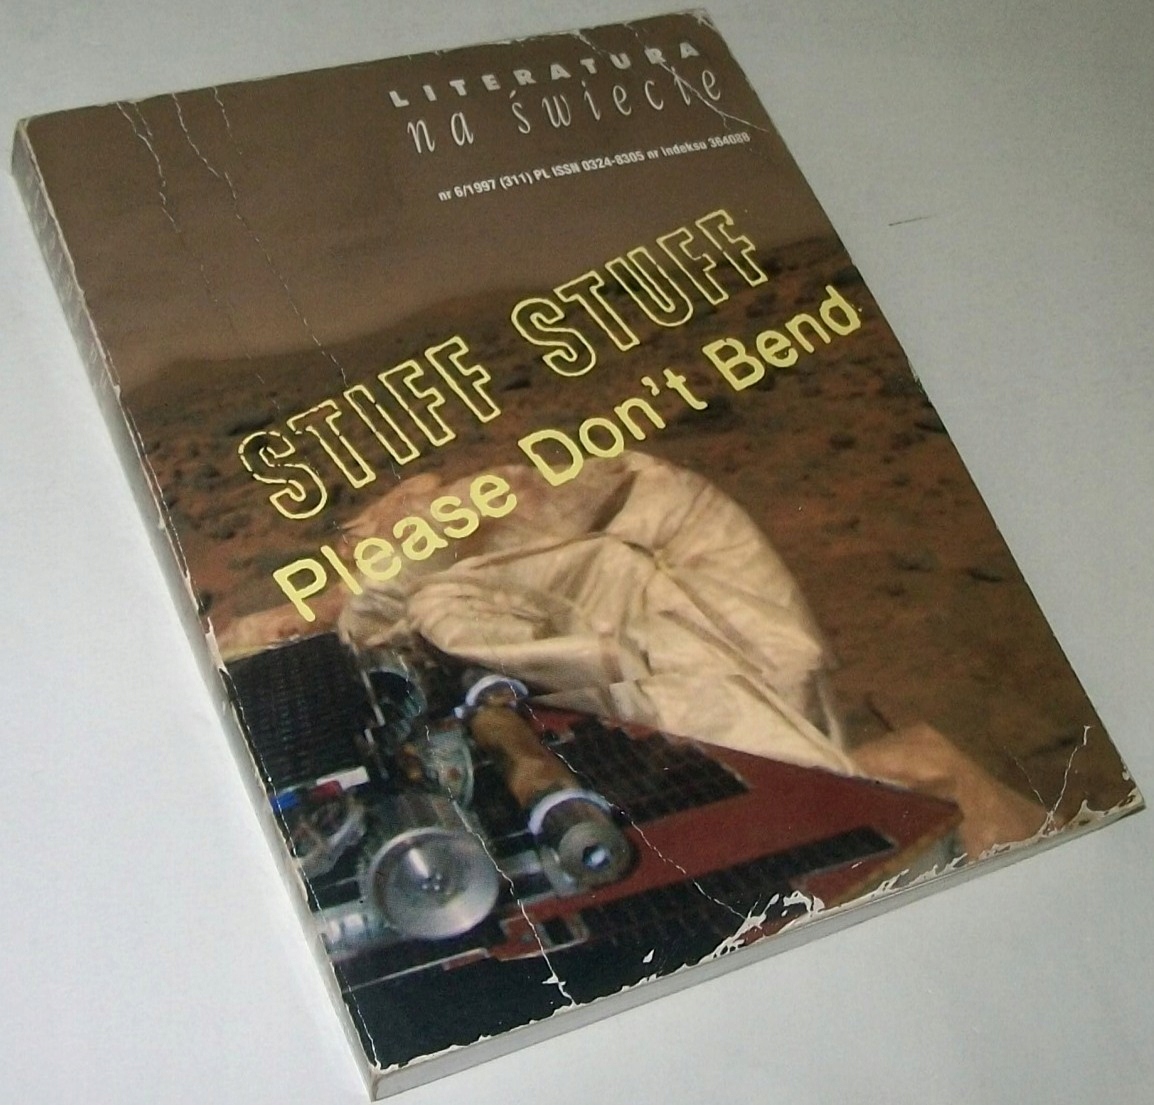 LITERATURA
na świecie
nr 6/1997 (311) PL ISSN 0324-8305 nr indeksu 364088
STIFF STUFF
Please Don't Bend